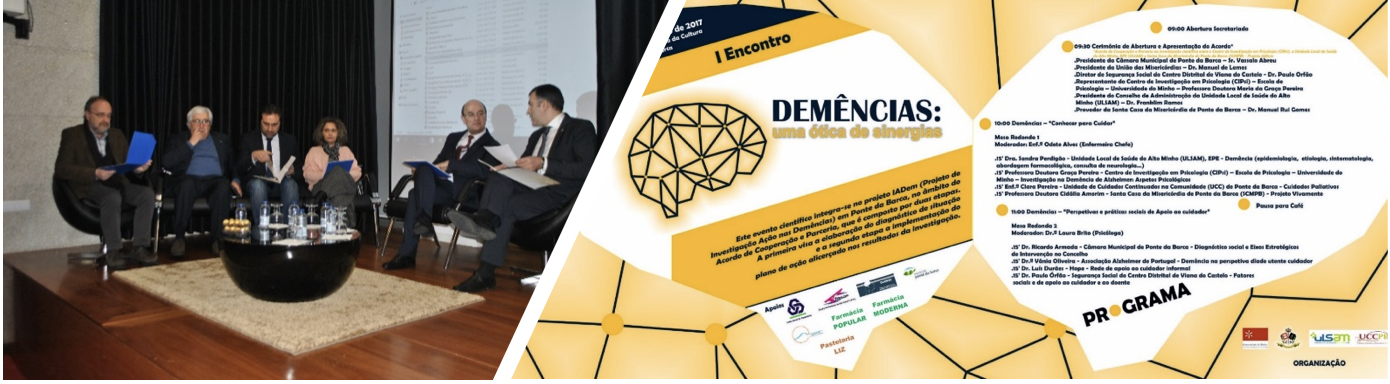 de 2017
da Cultura
I Encontro
DEMÊNCIAS:
uma ótica de sinergias
Este evento científico integra-se no projeto IADem (Projeto de
Investigação Ação nas Demências) em Ponte da Barca, no âmbito do
Acordo de Cooperação e Parceria, que é composto por duas etapas.
A primeira visa a elaboração do diagnóstico de situação
e a segunda etapa a implementação do
plano de ação alicerçado nos resultados da investigação.
Apoios
Farmácia
POPULAR
Farmácia
MODERNA
Pastelaria
LIZ
09:00 Abertura Secretariado
09:30 Cerimónia de Abertura e Apresentação do Acordo*
.Presidente da Câmara Municipal de Ponte da Barca – Sr. Vassalo Abreu
.Presidente da União das Misericórdias – Dr. Manuel de Lemos
.Diretor de Segurança Social do Centro Distrital de Viana do Castelo - Dr. Paulo Órfão
.Representante do Centro de Investigação em Psicologia (CIPsi) – Escola de
Psicologia – Universidade do Minho – Professora Doutora Maria da Graça Pereira
.Presidente do Conselho de Administração da Unidade Local de Saúde do Alto
Minho (ULSAM) – Dr. Franklim Ramos
.Provedor da Santa Casa da Misericórdia de Ponte da Barca – Dr. Manuel Rui Gomes
10:00 Demências – "Conhecer para Cuidar"
Mesa Redonda 1
Moderador: Enf.ª Odete Alves (Enfermeira Chefe)
.15' Dra. Sandra Perdigão - Unidade Local de Saúde do Alto Minho (ULSAM), EPE - Demência (epidemiologia, etiologia, sintomatologia,
abordagem farmacológica, consulta de neurologia...)
.15' Professora Doutora Graça Pereira - Centro de Investigação em Psicologia (CIPsi) – Escola de Psicologia – Universidade do
Minho – Investigação na Demência de Alzheimer: Aspetos Psicológicos
.15' Enf.ª Clara Pereira - Unidade de Cuidados Continuados na Comunidade (UCC) de Ponte da Barca - Cuidados Paliativos
.15' Professora Doutora Cidália Amorim - Santa Casa da Misericórdia de Ponte da Barca (SCMPB) - Projeto Vivamente
Pausa para Café
11:00 Demências – "Perspetivas e práticas sociais de Apoio ao cuidador"
Mesa Redonda 2
Moderador: Dr.ª Laura Brito (Psicóloga)
.15' Dr. Ricardo Armada - Câmara Municipal de Ponte da Barca - Diagnóstico social e Eixos Estratégicos
de Intervenção no Concelho
.15' Dr.ª Vânia Oliveira - Associação Alzheimer de Portugal - Demência na perspetiva díade utente cuidador
.15' Dr. Luís Durães - Hope - Rede de apoio ao cuidador informal
.15' Dr. Paulo Órfão - Segurança Social do Centro Distrital de Viana do Castelo - Fatores
sociais e de apoio ao cuidador e ao doente
PROGRAMA
ulsam
ORGANIZAÇÃO